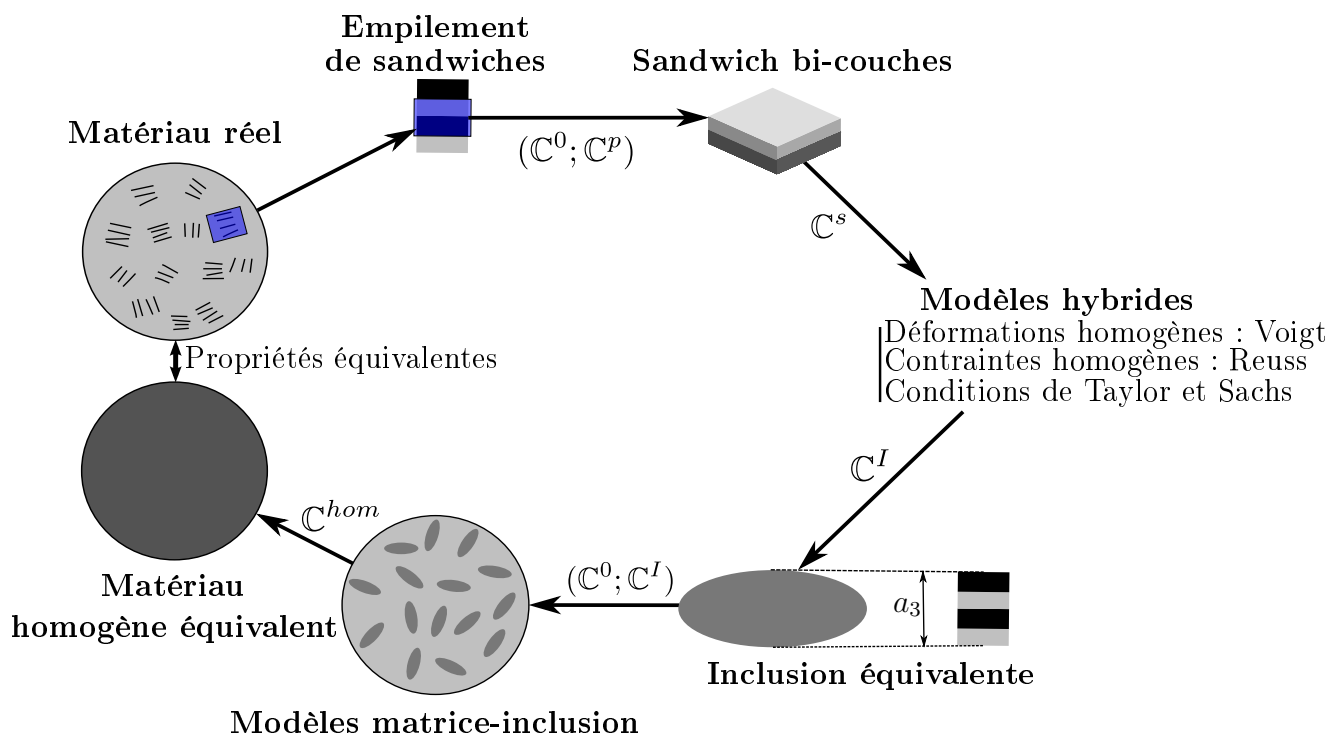 Empilement
de sandwiches
Sandwich bi-couches
Matériau réel
(ℂ⁰; ℂᵖ)
ℂˢ
Modèles hybrides
Déformations homogènes : Voigt
Contraintes homogènes : Reuss
Conditions de Taylor et Sachs
Propriétés équivalentes
ℂᴵ
ℂʰᵒᵐ
(ℂ⁰; ℂᴵ)
a₃
Matériau
homogène équivalent
Inclusion équivalente
Modèles matrice-inclusion